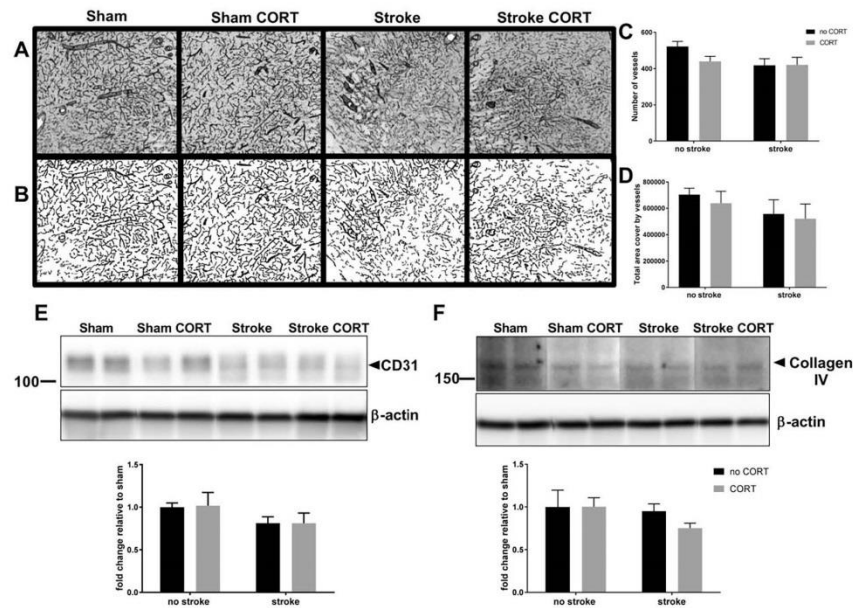 Sham Sham CORT Stroke Stroke CORT
A
B
C
no CORT
CORT
Number of vessels
600
400
200
0
no stroke stroke
D
Total area cover by vessels
800000
600000
400000
200000
0
no stroke stroke
E
Sham Sham CORT Stroke Stroke CORT
100
CD31
β-actin
fold change relative to sham
1.5
1.0
0.5
0.0
no stroke stroke
F
Sham Sham CORT Stroke Stroke CORT
150
Collagen
IV
β-actin
no CORT
CORT
fold change relative to sham
1.5
1.0
0.5
0.0
no stroke stroke